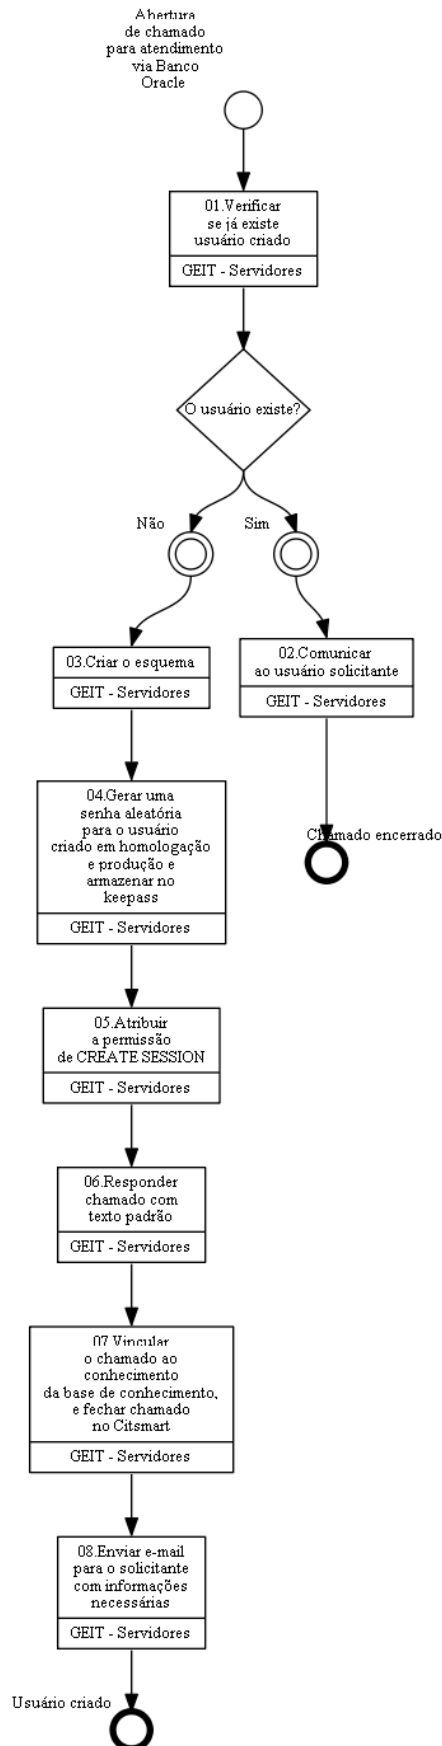 Abertura
de chamado
para atendimento
via Banco
Oracle
01.Verificar
se já existe
usuário criado
GEIT - Servidores
O usuário existe?
Não
Sim
03.Criar o esquema
GEIT - Servidores
02.Comunicar
ao usuário solicitante
GEIT - Servidores
04.Gerar uma
senha aleatória
para o usuário
criado em homologação
e produção e
armazenar no
keepass
GEIT - Servidores
Chamado encerrado
05.Atribuir
a permissão
de CREATE SESSION
GEIT - Servidores
06.Responder
chamado com
texto padrão
GEIT - Servidores
07.Vincular
o chamado ao
conhecimento
da base de conhecimento,
e fechar chamado
no Citsmart
GEIT - Servidores
08.Enviar e-mail
para o solicitante
com informações
necessárias
GEIT - Servidores
Usuário criado